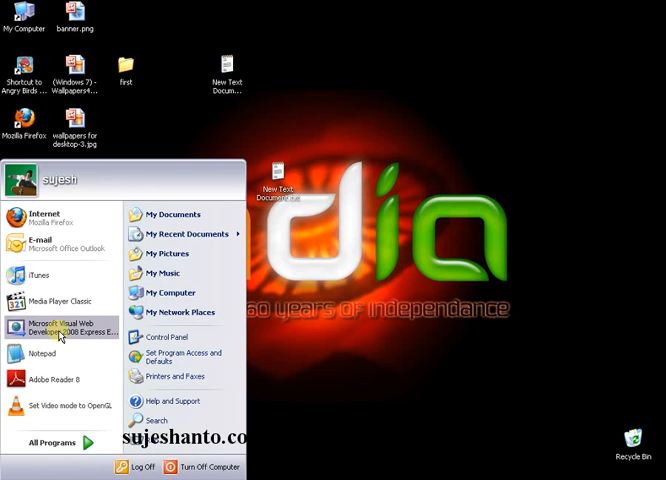 My Computer
banner.png
Shortcut to
Angry Birds ...
(Windows 7) -
Wallpapers4...
first
New Text
Docum...
Mozilla Firefox
wallpapers for
desktop-3.jpg
New Text
Document
dia
60 years of independance
sujesh
Internet
Mozilla Firefox
E-mail
Microsoft Office Outlook
iTunes
Media Player Classic
Microsoft Visual Web
Developer 2008 Express E...
Notepad
Adobe Reader 8
Set Video mode to OpenGL
All Programs
My Documents
My Recent Documents
My Pictures
My Music
My Computer
My Network Places
Control Panel
Set Program Access and
Defaults
Printers and Faxes
Help and Support
Search
sujeshanto.co
Log Off
Turn Off Computer
Recycle Bin